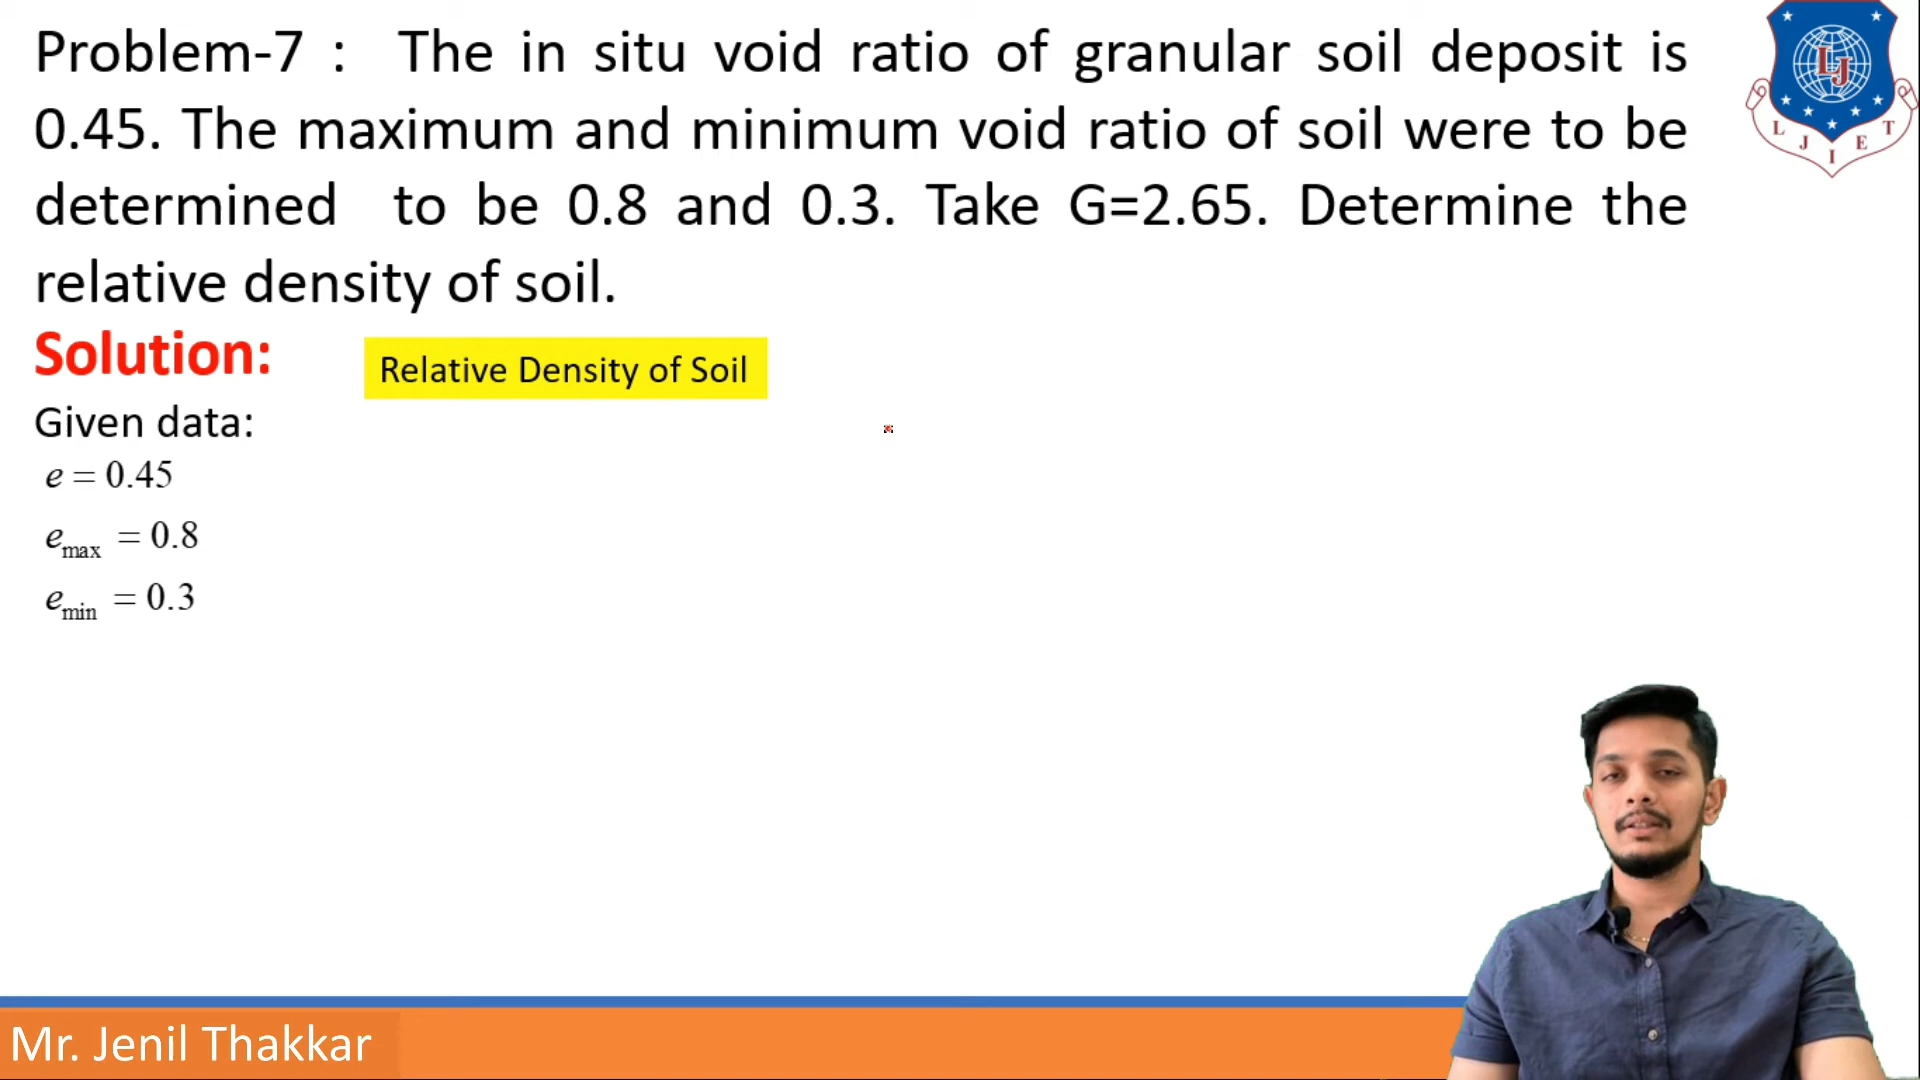 Problem-7 : The in situ void ratio of granular soil deposit is
0.45. The maximum and minimum void ratio of soil were to be
determined to be 0.8 and 0.3. Take G=2.65. Determine the
relative density of soil.
Solution:
Relative Density of Soil
Given data:
e = 0.45
e_max = 0.8
e_min = 0.3
LJ
L J I E T
Mr. Jenil Thakkar